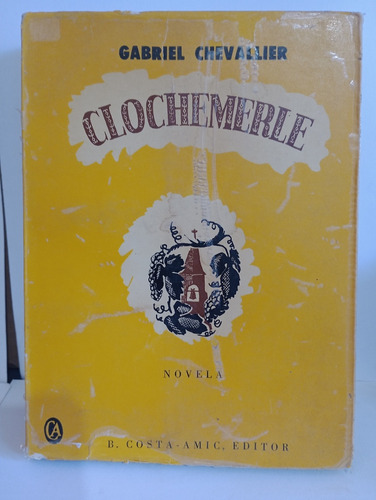 GABRIEL CHEVALLIER
CLOCHEMERLE
NOVELA
CA
B. COSTA-AMIC, EDITOR